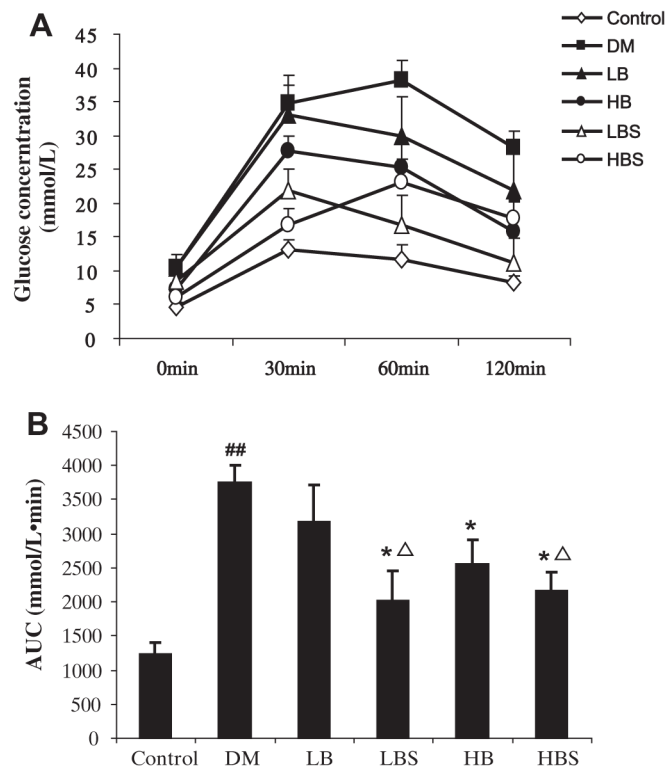 A
Control
DM
LB
HB
LBS
HBS
Glucose concerntration
(mmol/L)
45
40
35
30
25
20
15
10
5
0
0min 30min 60min 120min
B
AUC (mmol/L•min)
4500
4000
3500
3000
2500
2000
1500
1000
500
0
##
* △
*
* △
Control DM LB LBS HB HBS